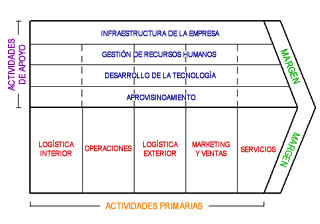 ACTIVIDADES
DE APOYO
INFRAESTRUCTURA DE LA EMPRESA
GESTIÓN DE RECURSOS HUMANOS
DESARROLLO DE LA TECNOLOGÍA
APROVISINOAMIENTO
MARGEN
LOGÍSTICA
INTERIOR
OPERACIONES
LOGÍSTICA
EXTERIOR
MARKETING
Y VENTAS
SERVICIOS
MARGEN
ACTIVIDADES PRIMARIAS